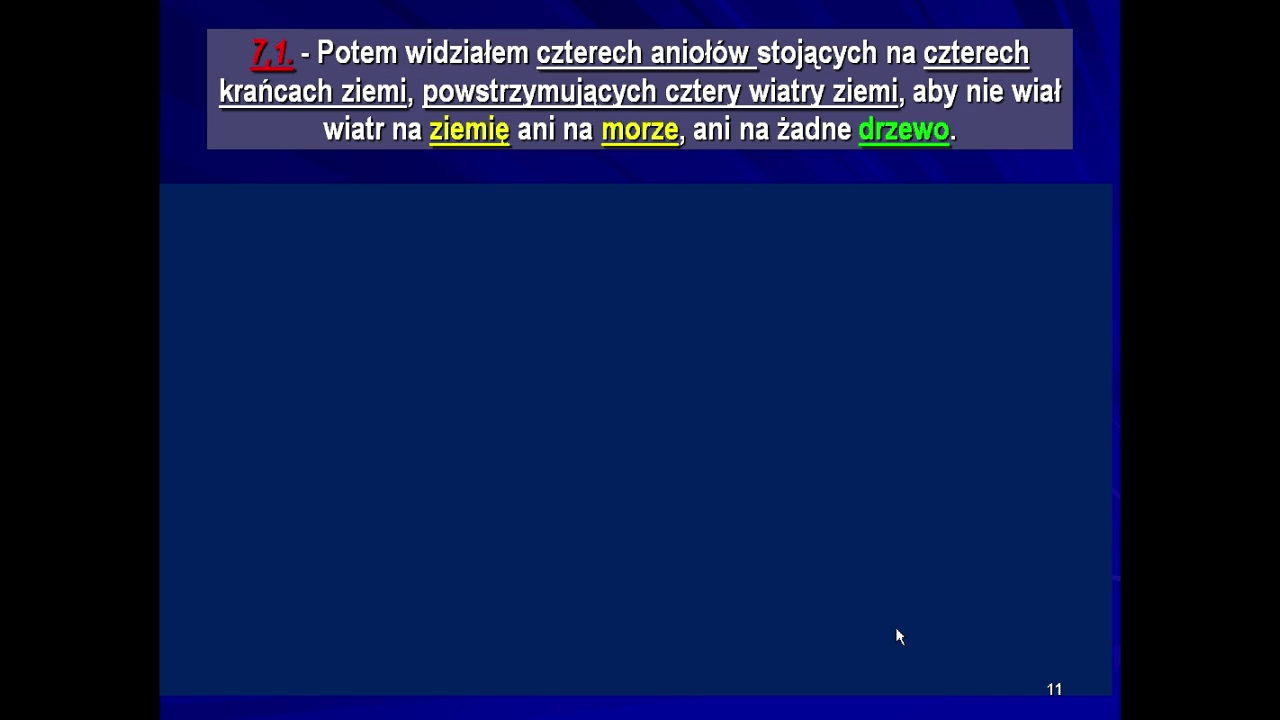 7,1. - Potem widziałem czterech aniołów stojących na czterech
krańcach ziemi, powstrzymujących cztery wiatry ziemi, aby nie wiał
wiatr na ziemię ani na morze, ani na żadne drzewo.
11